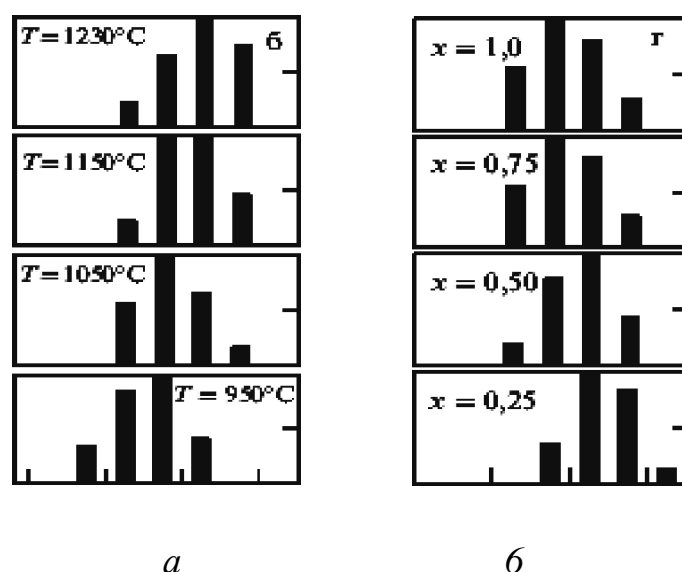 T = 1230°C б
T = 1150°C
T = 1050°C
T = 950°C
x = 1,0 г
x = 0,75
x = 0,50
x = 0,25
а б